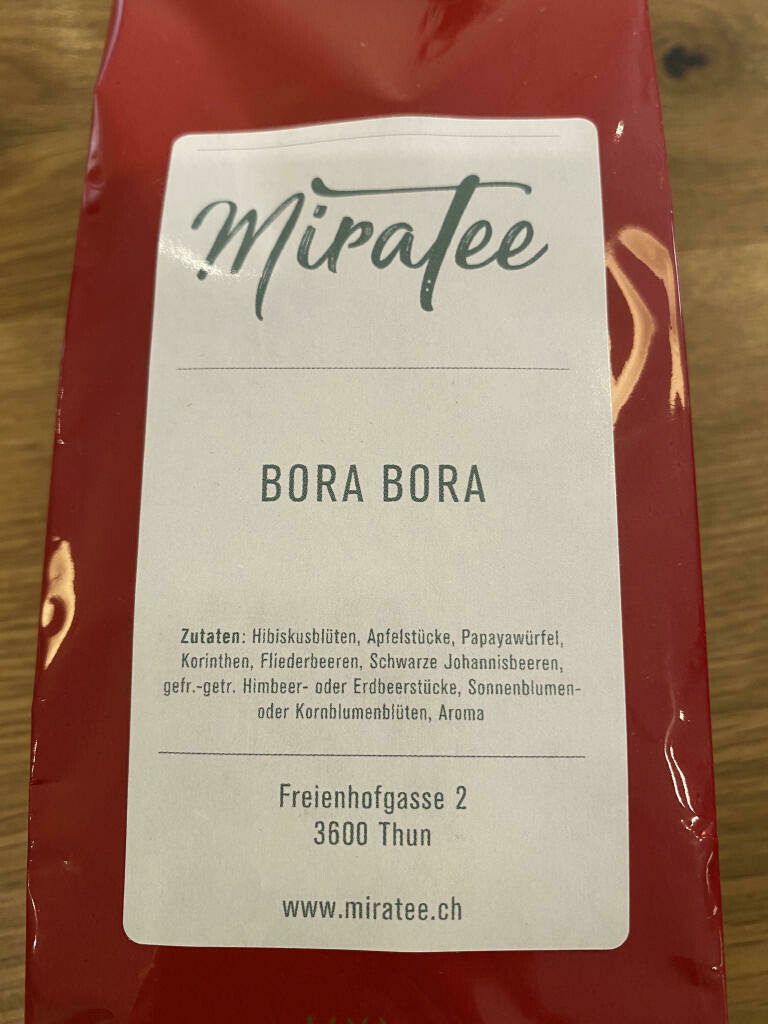 Miratee
BORA BORA
Zutaten: Hibiskusblüten, Apfelstücke, Papayawürfel,
Korinthen, Fliederbeeren, Schwarze Johannisbeeren,
gefr.-getr. Himbeer- oder Erdbeerstücke, Sonnenblumen-
oder Kornblumenblüten, Aroma
Freienhofgasse 2
3600 Thun
www.miratee.ch